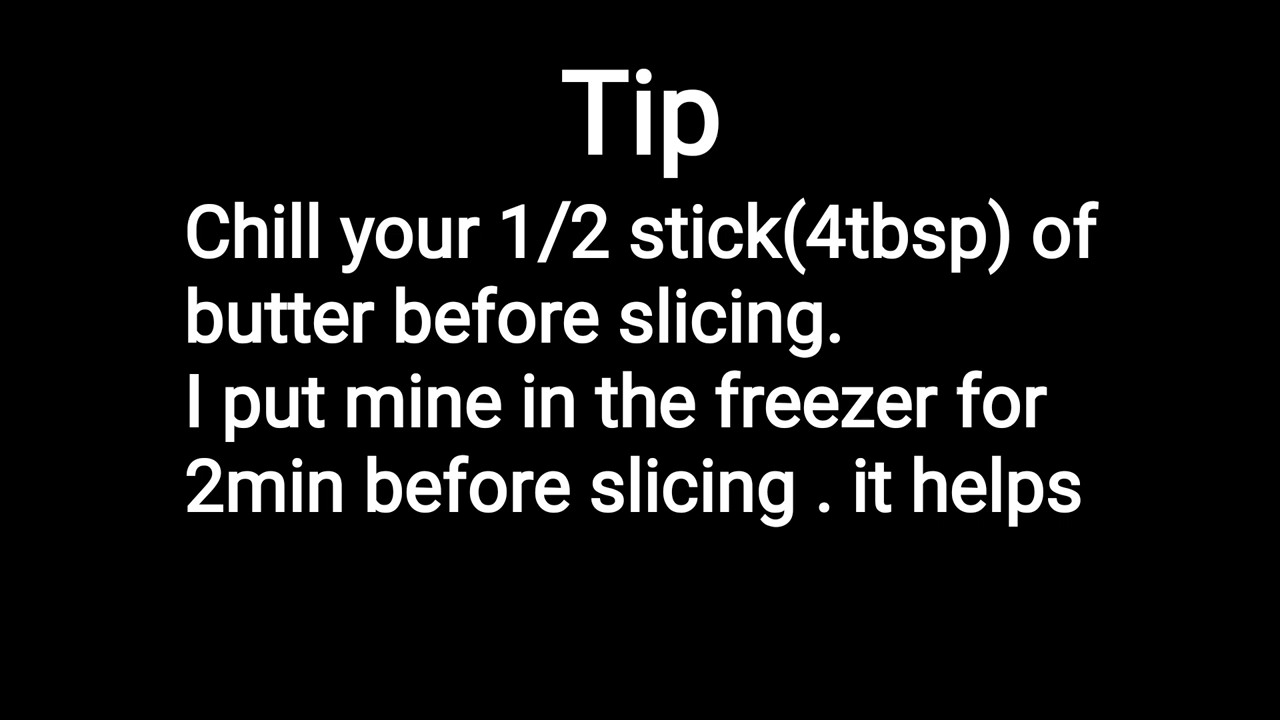 Tip
Chill your 1/2 stick(4tbsp) of
butter before slicing.
I put mine in the freezer for
2min before slicing . it helps